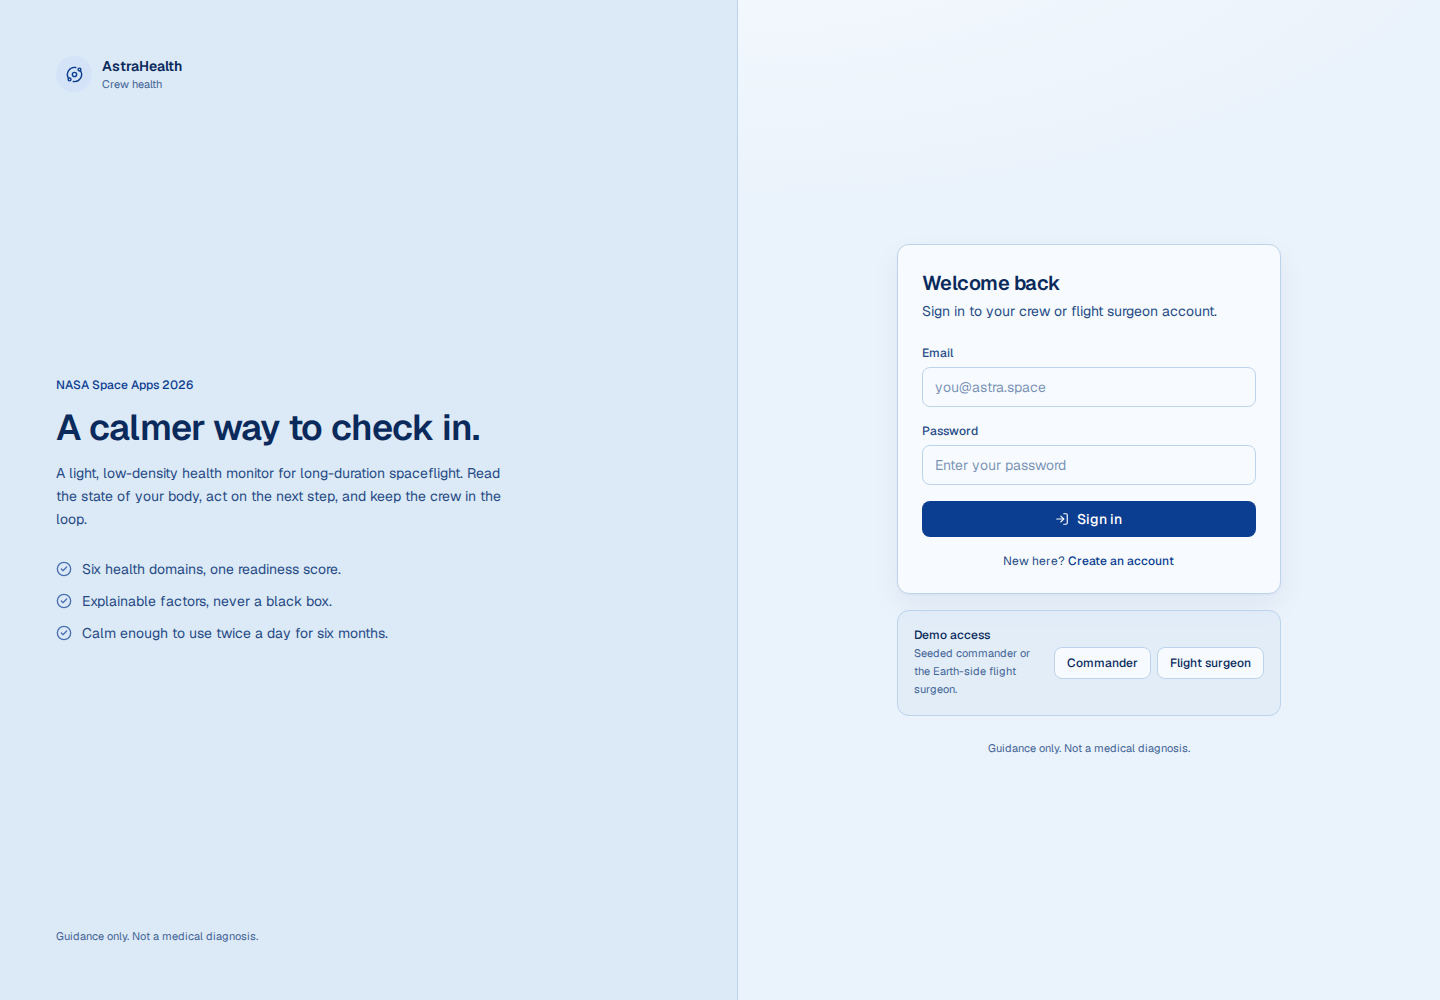 AstraHealth
Crew health
NASA Space Apps 2026
A calmer way to check in.
A light, low-density health monitor for long-duration spaceflight. Read
the state of your body, act on the next step, and keep the crew in the
loop.
Six health domains, one readiness score.
Explainable factors, never a black box.
Calm enough to use twice a day for six months.
Guidance only. Not a medical diagnosis.
Welcome back
Sign in to your crew or flight surgeon account.
Email
you@astra.space
Password
Enter your password
Sign in
New here? Create an account
Demo access
Seeded commander or
the Earth-side flight
surgeon.
Commander
Flight surgeon
Guidance only. Not a medical diagnosis.